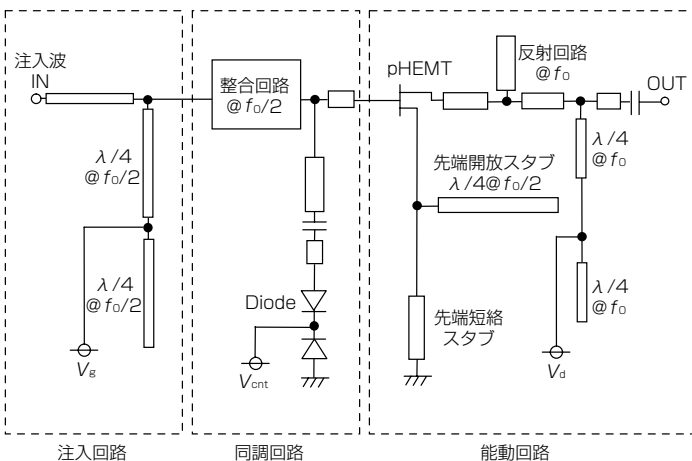 注入波
IN
λ/4
@f₀/2
λ/4
@f₀/2
Vg
注入回路
整合回路
@f₀/2
Diode
Vcnt
同調回路
pHEMT
反射回路
@f₀
OUT
λ/4
@f₀
先端開放スタブ
λ/4@f₀/2
λ/4
@f₀
先端短絡
スタブ
Vd
能動回路